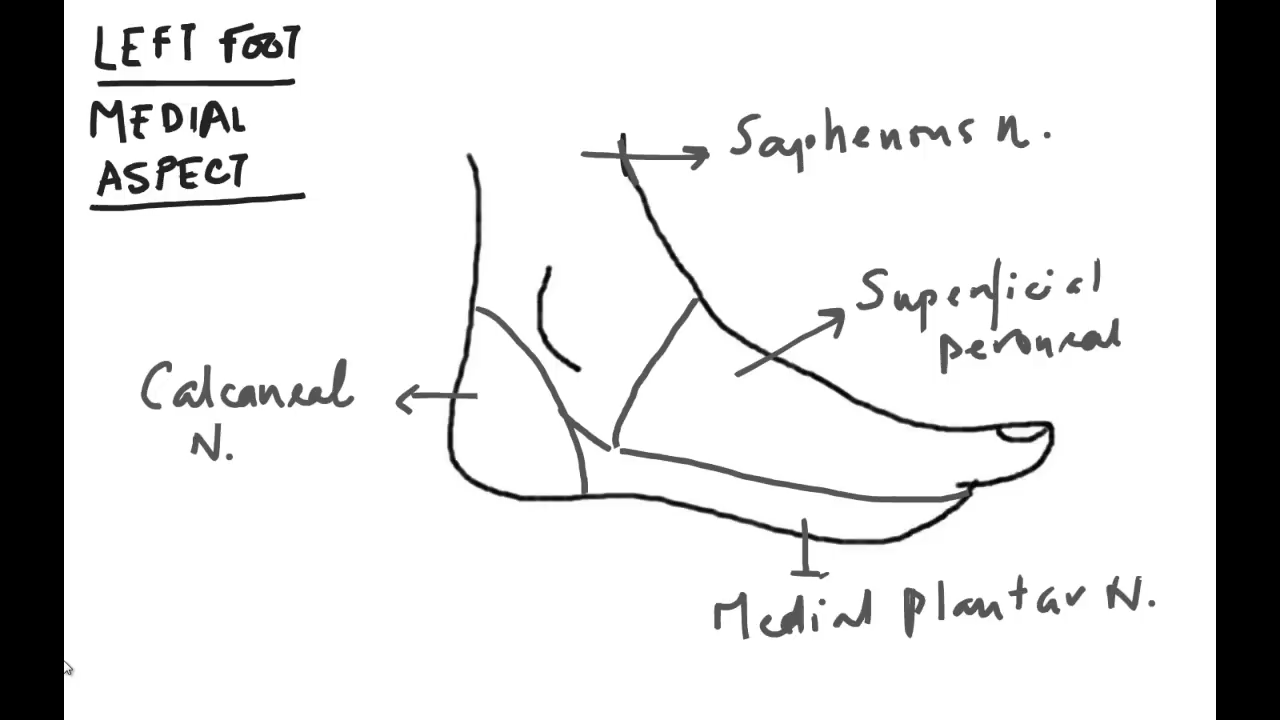 LEFT FOOT
MEDIAL
ASPECT
Saphenous n.
Superficial
peroneal
Calcaneal
N.
Medial plantar N.